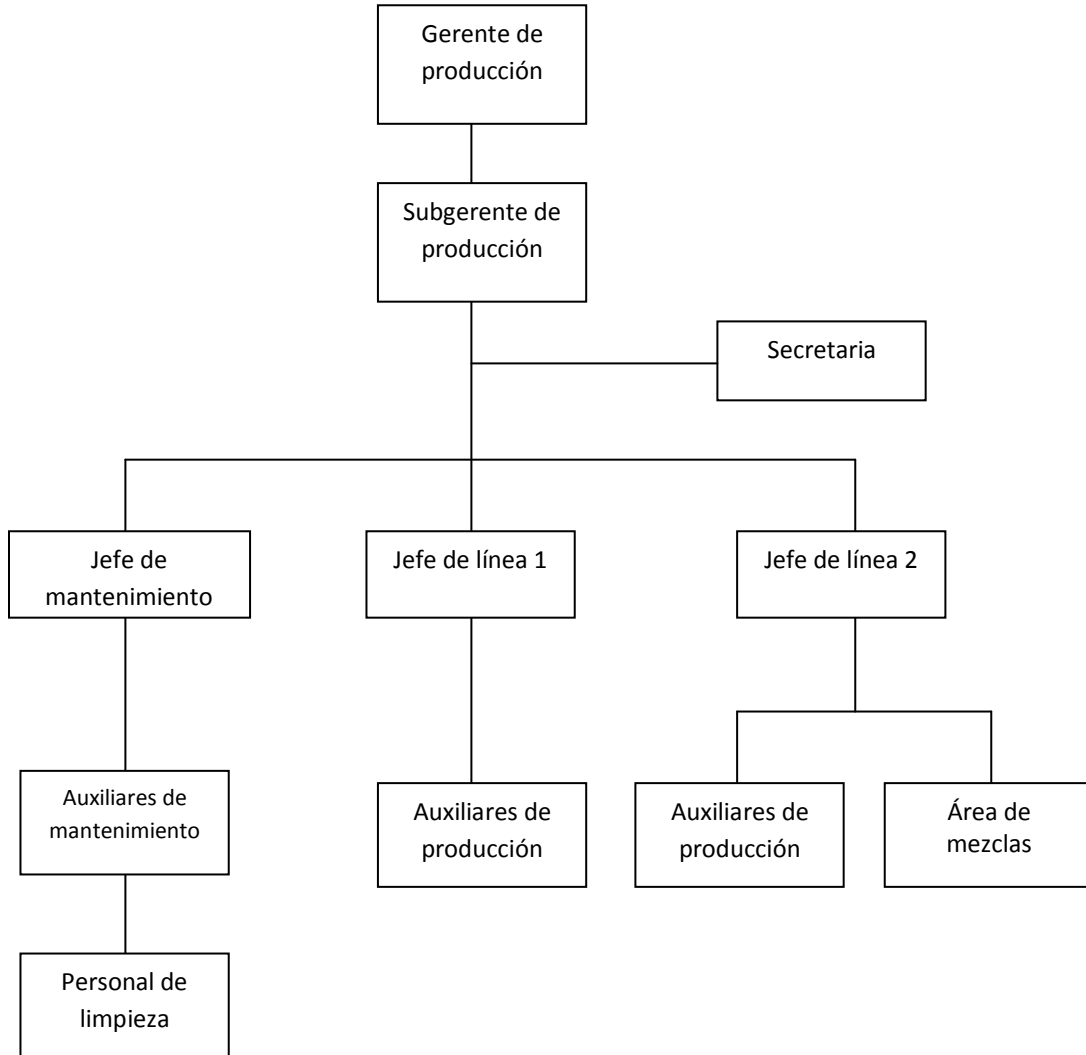 Gerente de
producción
Subgerente de
producción
Secretaria
Jefe de
mantenimiento
Jefe de línea 1
Jefe de línea 2
Auxiliares de
mantenimiento
Auxiliares de
producción
Auxiliares de
producción
Área de
mezclas
Personal de
limpieza